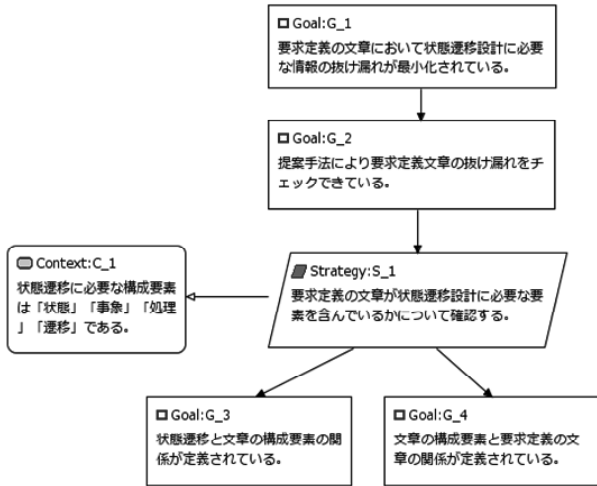 Goal:G_1
要求定義の文章において状態遷移設計に必要
な情報の抜け漏れが最小化されている。
Goal:G_2
提案手法により要求定義文章の抜け漏れをチ
ェックできている。
Context:C_1
状態遷移に必要な構成要素
は「状態」「事象」「処理
」「遷移」である。
Strategy:S_1
要求定義の文章が状態遷移設計に必要な要
素を含んでいるかについて確認する。
Goal:G_3
状態遷移と文章の構成要素の関
係が定義されている。
Goal:G_4
文章の構成要素と要求定義の文
章の関係が定義されている。